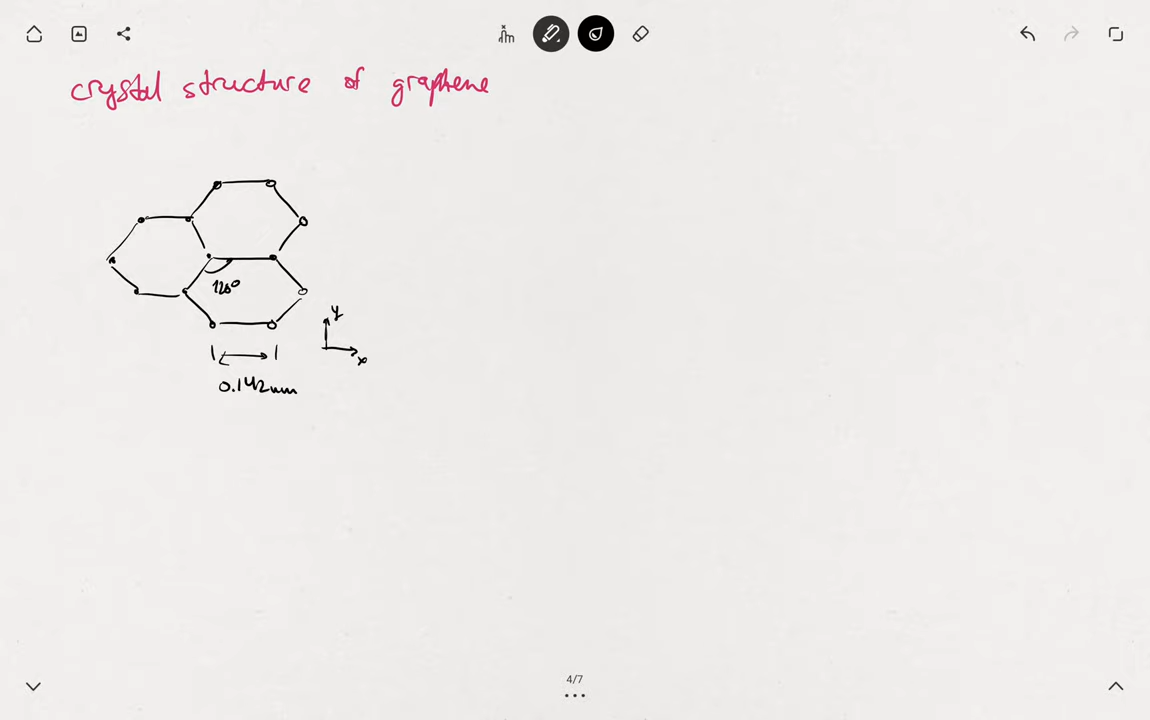 crystal structure of graphene
120°
y
x
0.142nm
4/7